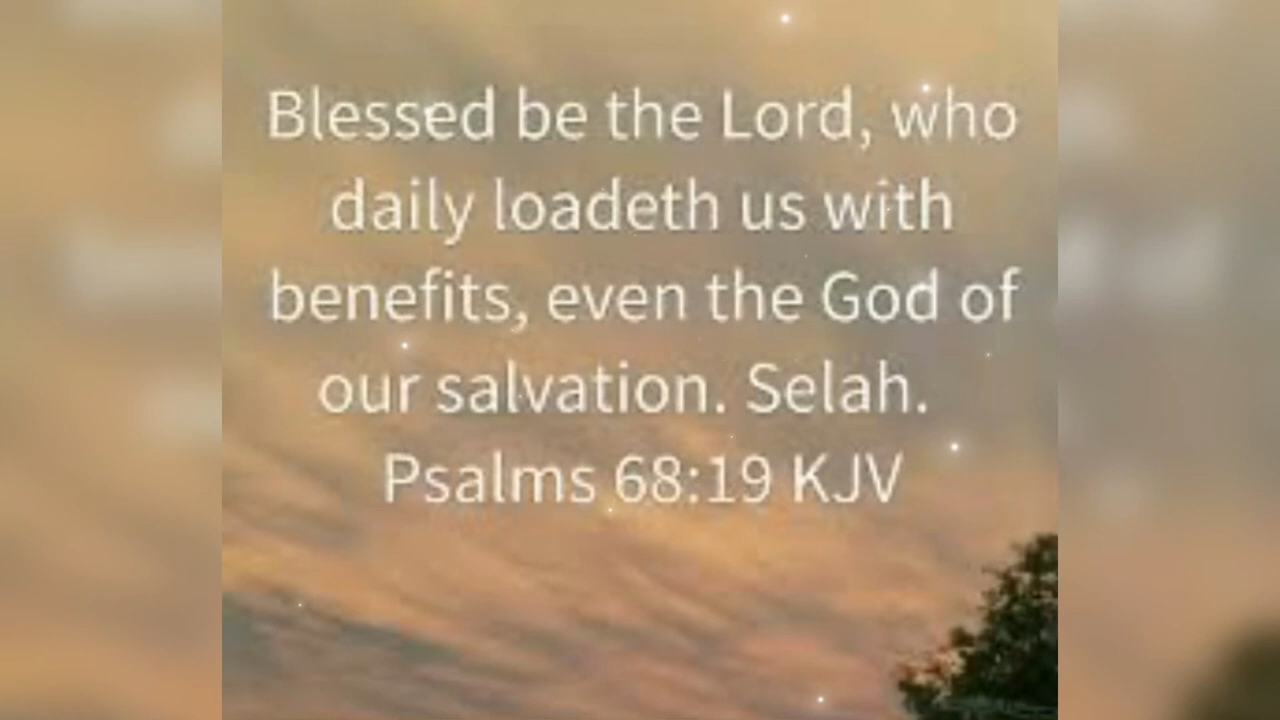 Blessed be the Lord, who
daily loadeth us with
benefits, even the God of
our salvation. Selah.
Psalms 68:19 KJV